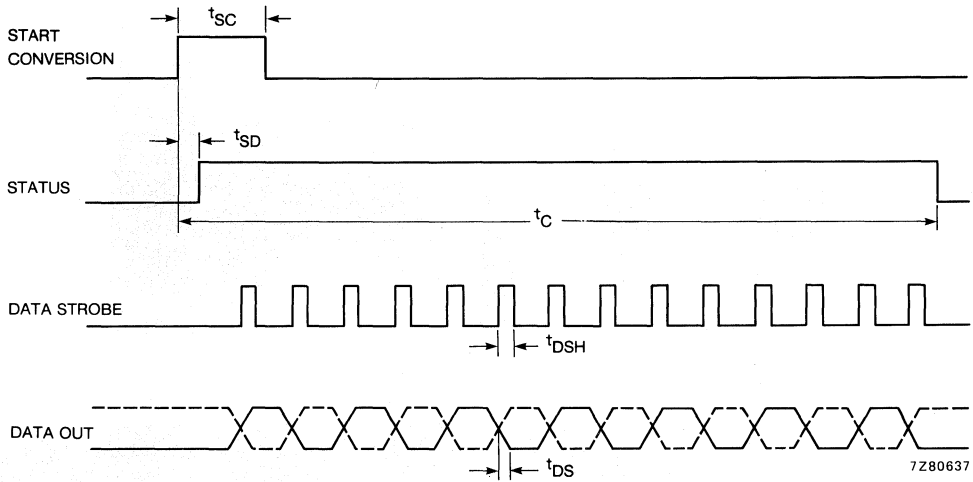 tSC
START
CONVERSION
tSD
STATUS
tC
DATA STROBE
tDSH
DATA OUT
tDS
7Z80637